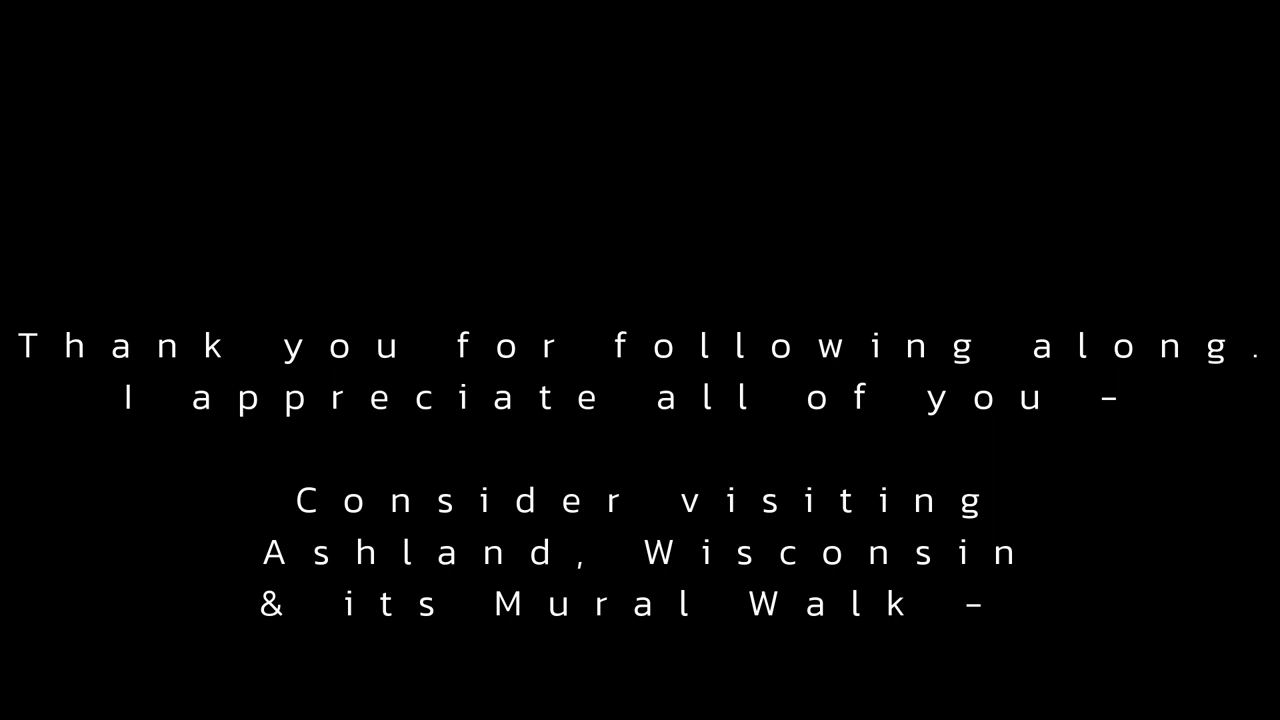 Thank you for following along.
I appreciate all of you -
Consider visiting
Ashland, Wisconsin
& its Mural Walk -